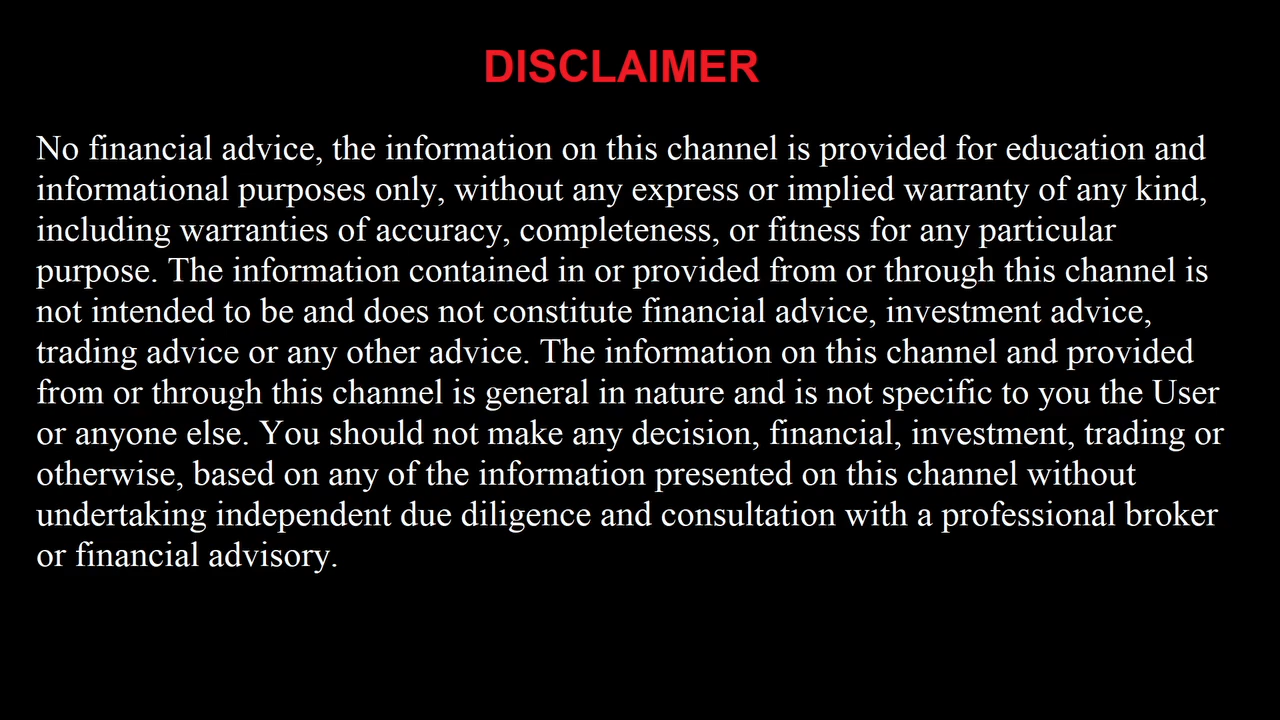 DISCLAIMER
No financial advice, the information on this channel is provided for education and
informational purposes only, without any express or implied warranty of any kind,
including warranties of accuracy, completeness, or fitness for any particular
purpose. The information contained in or provided from or through this channel is
not intended to be and does not constitute financial advice, investment advice,
trading advice or any other advice. The information on this channel and provided
from or through this channel is general in nature and is not specific to you the User
or anyone else. You should not make any decision, financial, investment, trading or
otherwise, based on any of the information presented on this channel without
undertaking independent due diligence and consultation with a professional broker
or financial advisory.